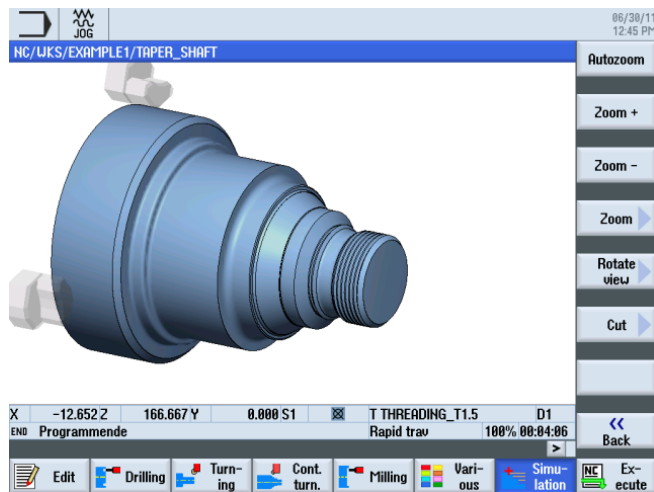 JOG
06/30/11
12:45 PM
NC/WKS/EXAMPLE1/TAPER_SHAFT
Autozoom
Zoom +
Zoom -
Zoom
Rotate
view
Cut
X -12.652 Z 166.667 Y 0.000 S1 T THREADING_T1.5 D1
END Programmende Rapid trav 100% 00:04:06
<<
Back
>
Edit
Drilling
Turn-
ing
Cont.
turn.
Milling
Vari-
ous
Simu-
lation
NC Ex-
ecute